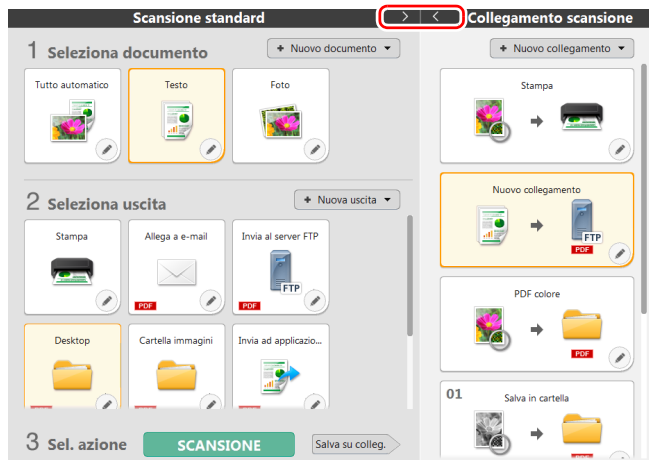 Scansione standard
> <
Collegamento scansione
1 Seleziona documento
+ Nuovo documento
Tutto automatico
Testo
Foto
2 Seleziona uscita
+ Nuova uscita
Stampa
Allega a e-mail
PDF
Invia al server FTP
FTP
PDF
Desktop
Cartella immagini
Invia ad applicazio...
3 Sel. azione
SCANSIONE
Salva su colleg.
+ Nuovo collegamento
Stampa
Nuovo collegamento
FTP
PDF
PDF colore
PDF
01
Salva in cartella